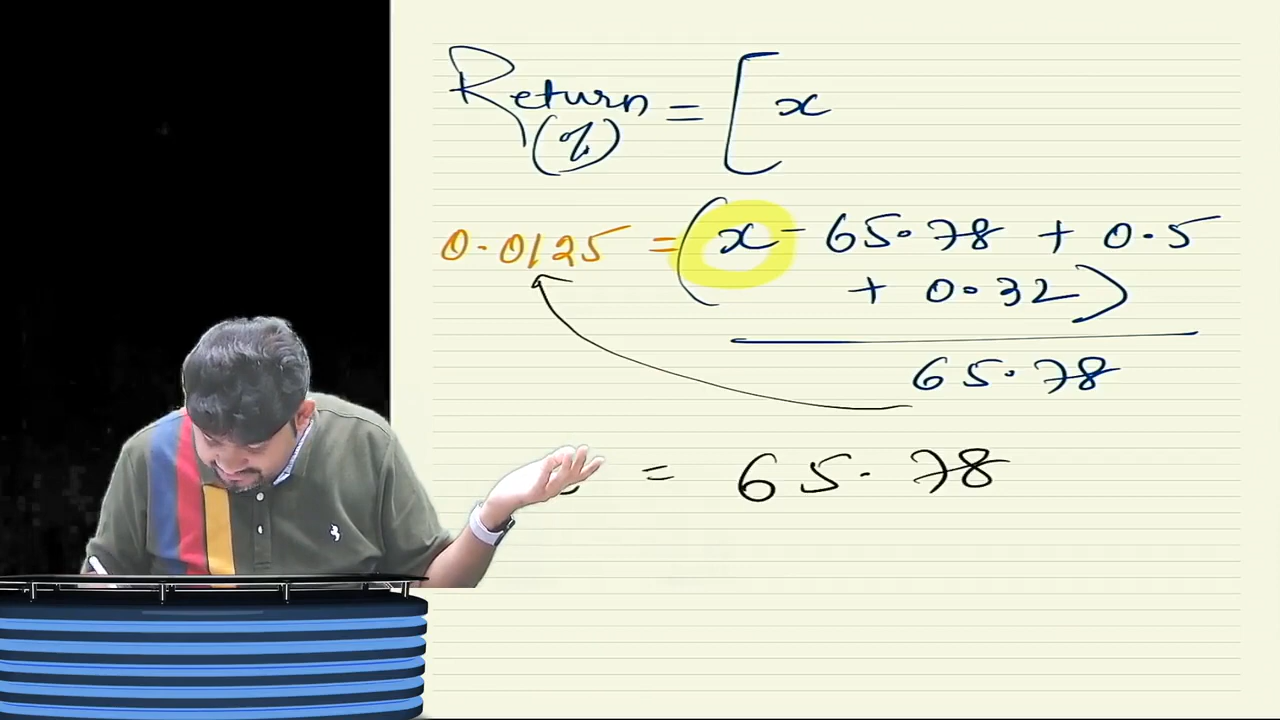 Return = [ x
(%)
0.0125 = (x - 65.78 + 0.5
+ 0.32)
65.78
= 65.78